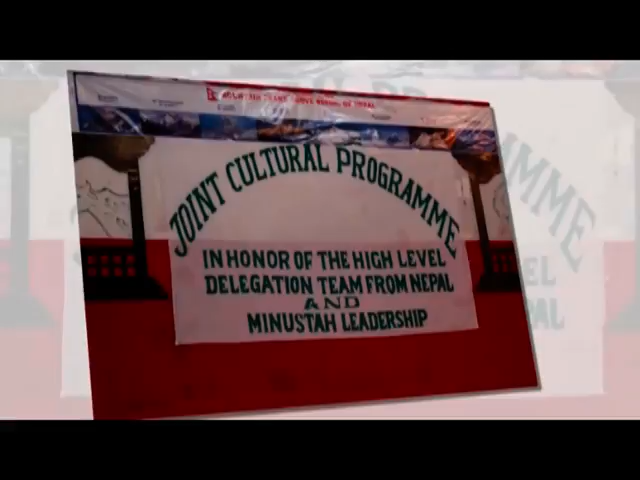 JOINT CULTURAL PROGRAMME
IN HONOR OF THE HIGH LEVEL
DELEGATION TEAM FROM NEPAL
AND
MINUSTAH LEADERSHIP